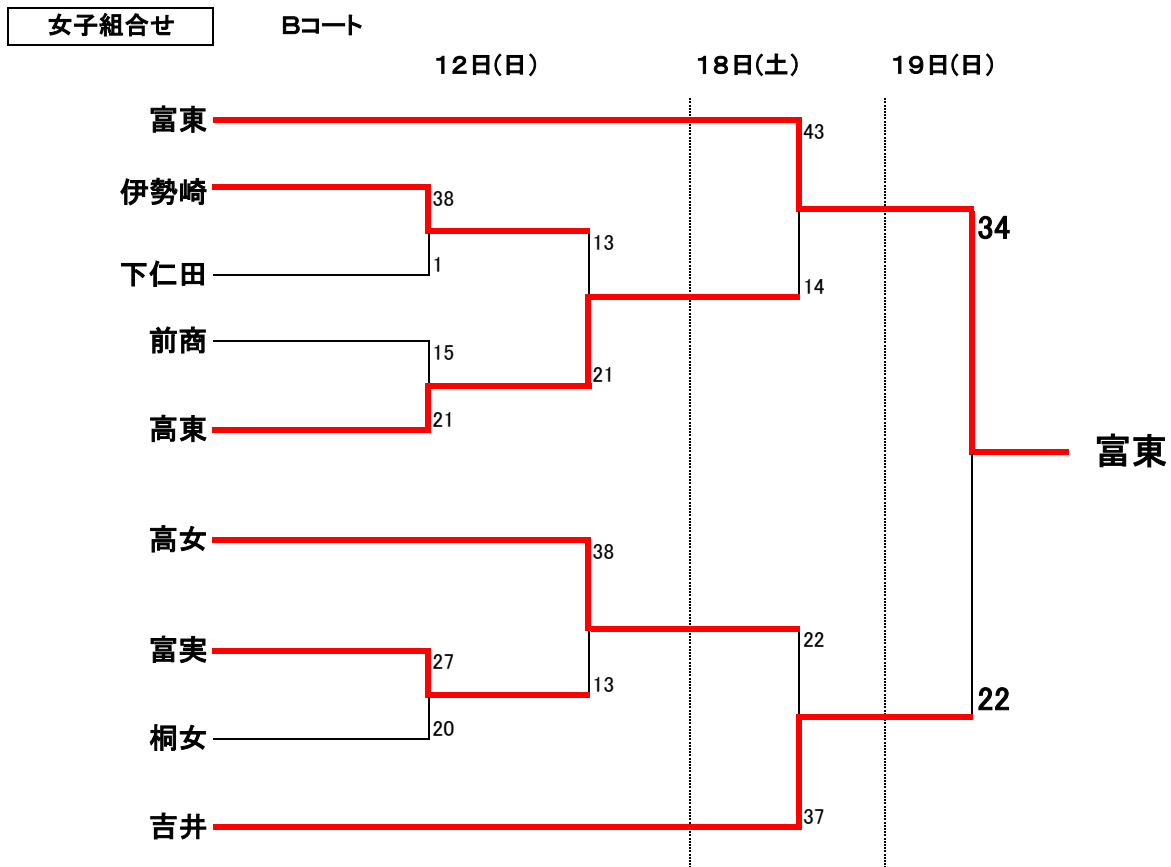 女子組合せ Bコート
12日(日) 18日(土) 19日(日)
富東
43
伊勢崎
38
34
13
下仁田
1
14
前商
15
21
高東
21
富東
高女
38
富実
22
27
13
22
桐女
20
吉井
37